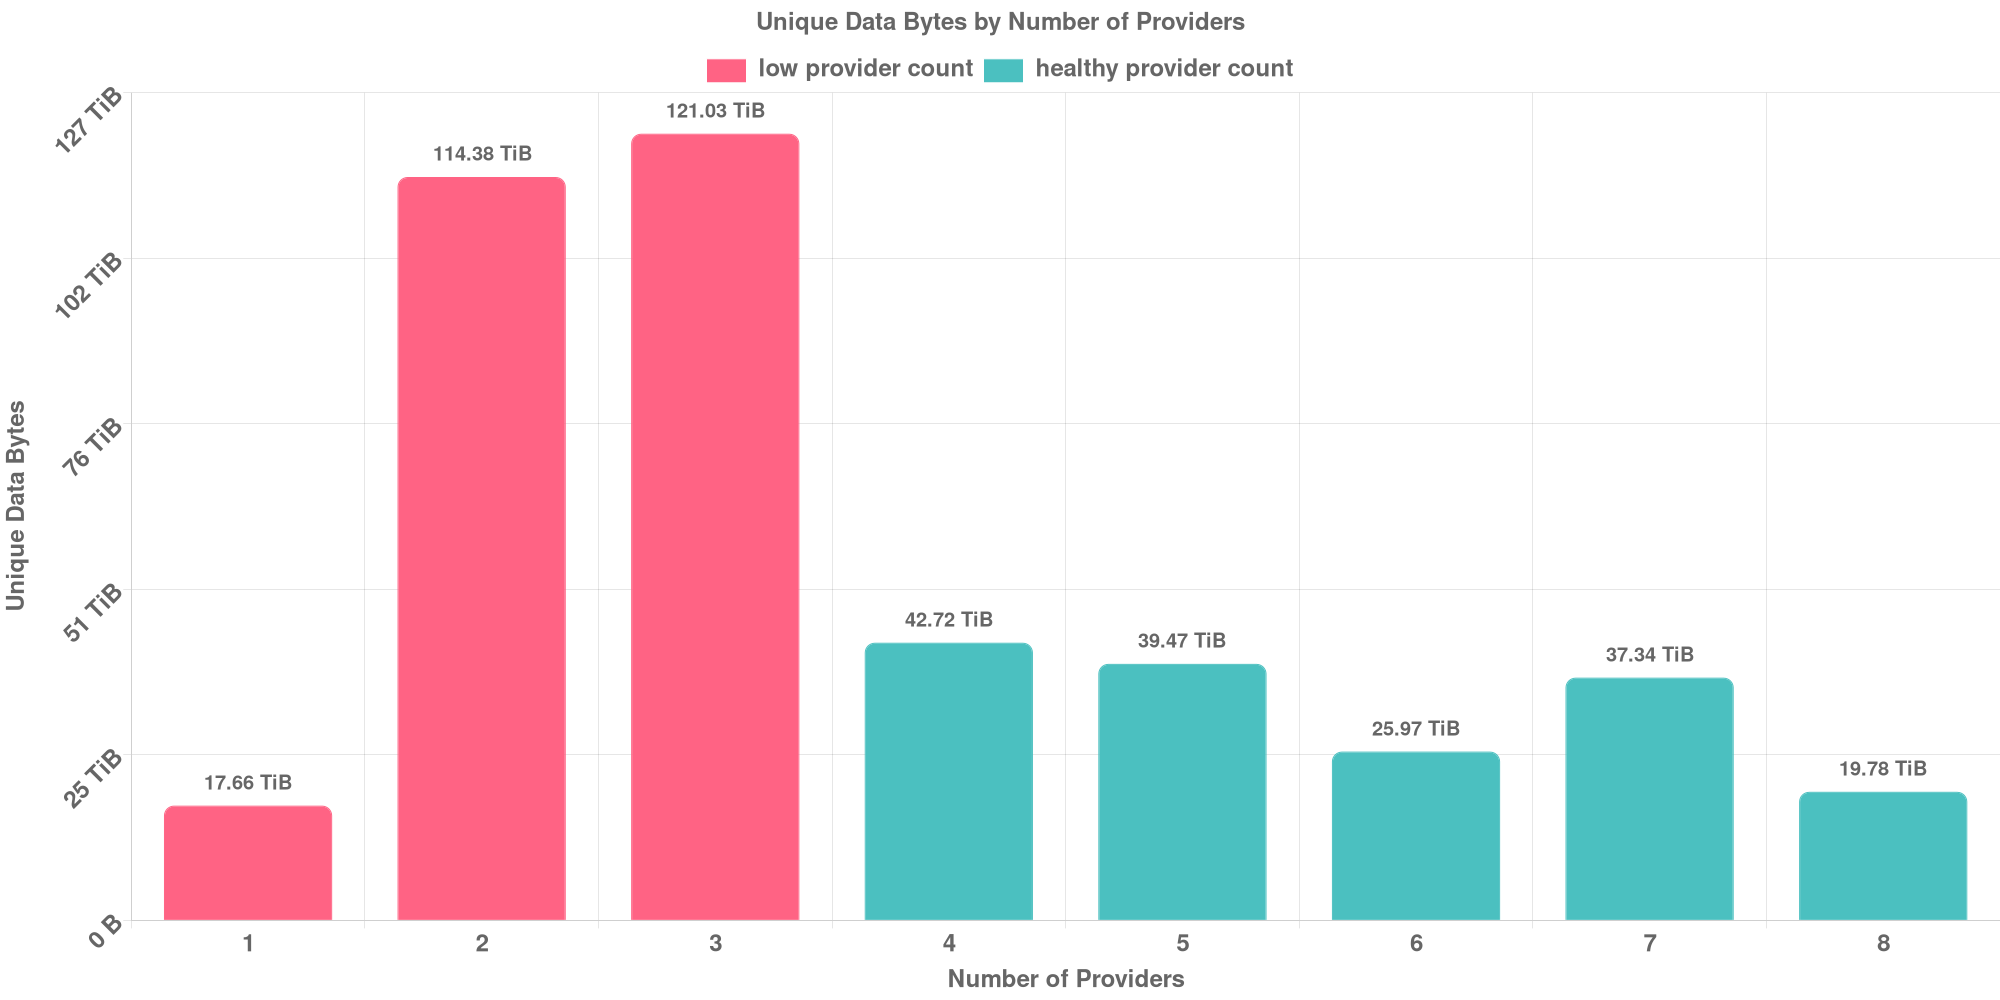 Unique Data Bytes by Number of Providers
low provider count healthy provider count
127 TiB
102 TiB
76 TiB
51 TiB
25 TiB
0 B
Unique Data Bytes
17.66 TiB
114.38 TiB
121.03 TiB
42.72 TiB
39.47 TiB
25.97 TiB
37.34 TiB
19.78 TiB
1 2 3 4 5 6 7 8
Number of Providers